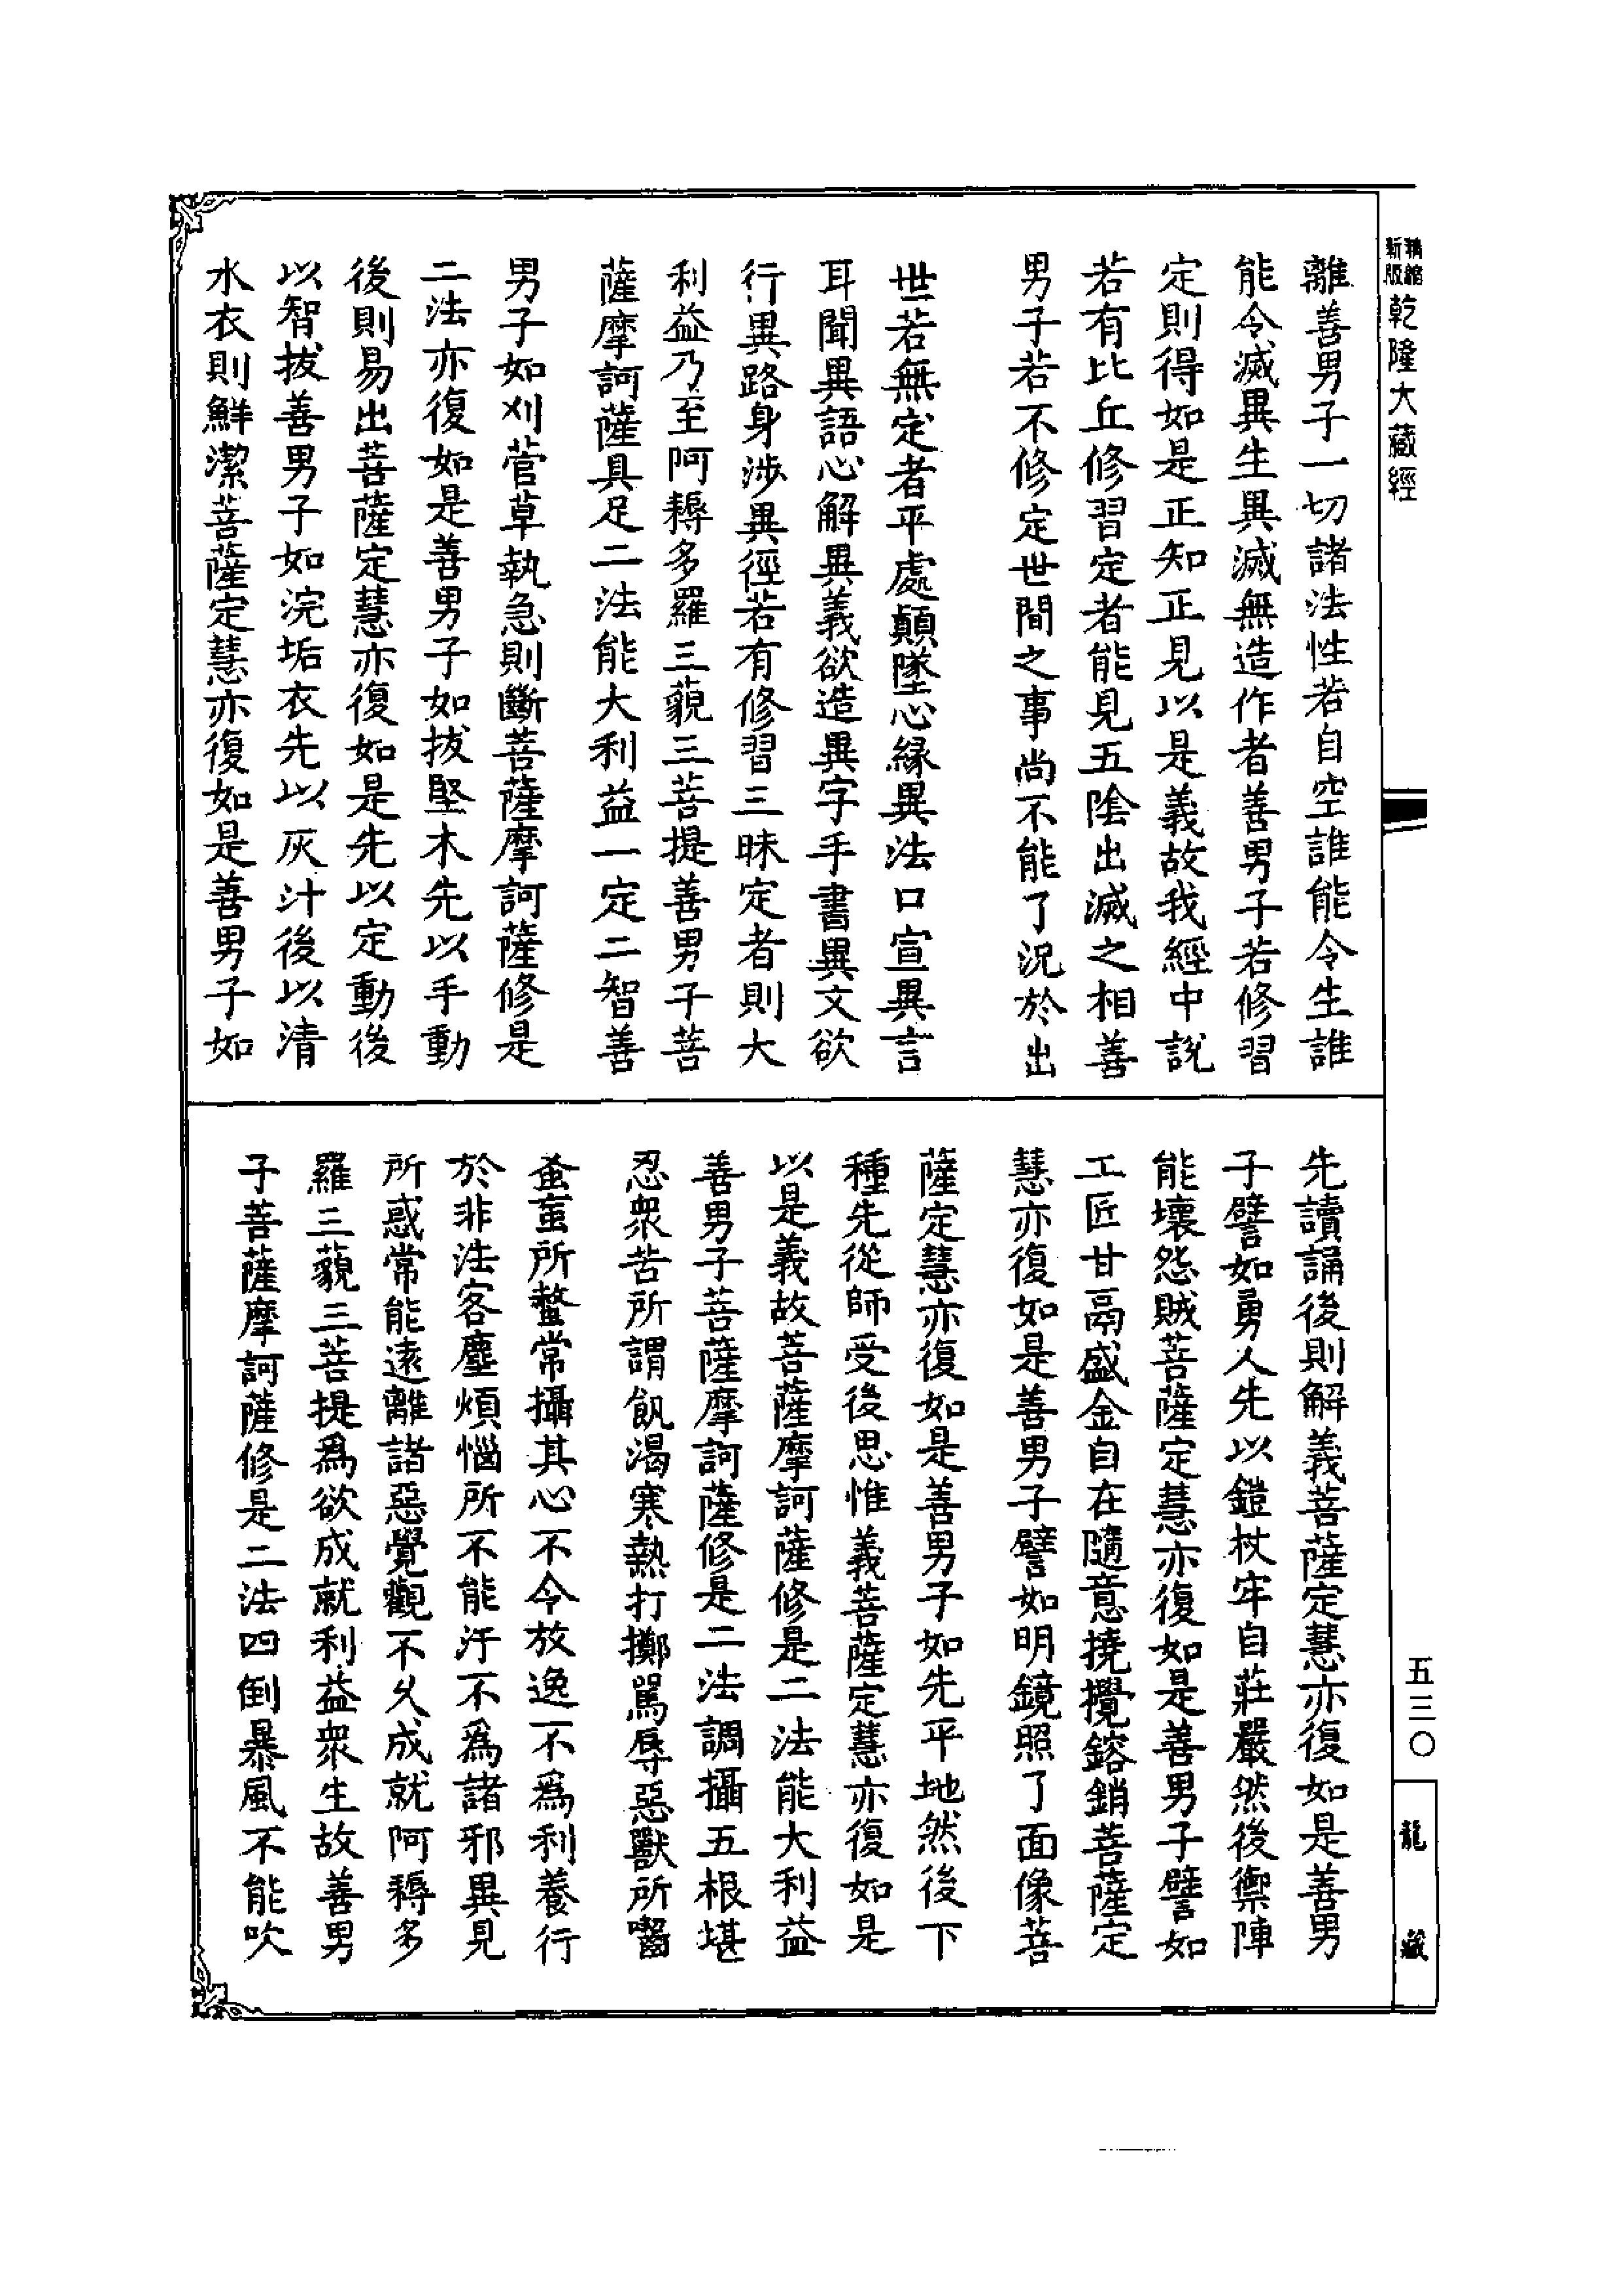 新版精縮乾隆大藏經
離善男子一切諸法性若自空誰能令生誰
能令滅異生異滅無造作者善男子若修習
定則得如是正知正見以是義故我經中說
若有比丘修習定者能見五陰出滅之相善
男子若不修定世間之事尚不能了況於出
世若無定者平處顛墜心緣異法口宣異言
耳聞異語心解異義欲造異字手書異文欲
行異路身涉異徑若有修習三昧定者則大
利益乃至阿耨多羅三藐三菩提善男子菩
薩摩訶薩具足二法能大利益一定二智善
男子如刈菅草執急則斷菩薩摩訶薩修是
二法亦復如是善男子如拔堅木先以手動
後則易出菩薩定慧亦復如是先以定動後
以智拔善男子如浣垢衣先以灰汁後以清
水衣則鮮潔菩薩定慧亦復如是善男子如
先讀誦後則解義菩薩定慧亦復如是善男
子譬如勇人先以鎧杖牢自莊嚴然後禦陣
能壞怨賊菩薩定慧亦復如是善男子譬如
工匠甘鬲盛金自在隨意撓攪鎔銷菩薩定
慧亦復如是善男子譬如明鏡照了面像菩
薩定慧亦復如是善男子如先平地然後下
種先從師受後思惟義菩薩定慧亦復如是
以是義故菩薩摩訶薩修是二法能大利益
善男子菩薩摩訶薩修是二法調攝五根堪
忍衆苦所謂飢渴寒熱打擲罵辱惡獸所嚙
蚤䖟所螫常攝其心不令放逸不爲利養行
於非法客塵煩惱所不能汙不爲諸邪異見
所惑常能遠離諸惡覺觀不久成就阿耨多
羅三藐三菩提爲欲成就利益衆生故善男
子菩薩摩訶薩修是二法四倒暴風不能吹
五三〇
龍藏